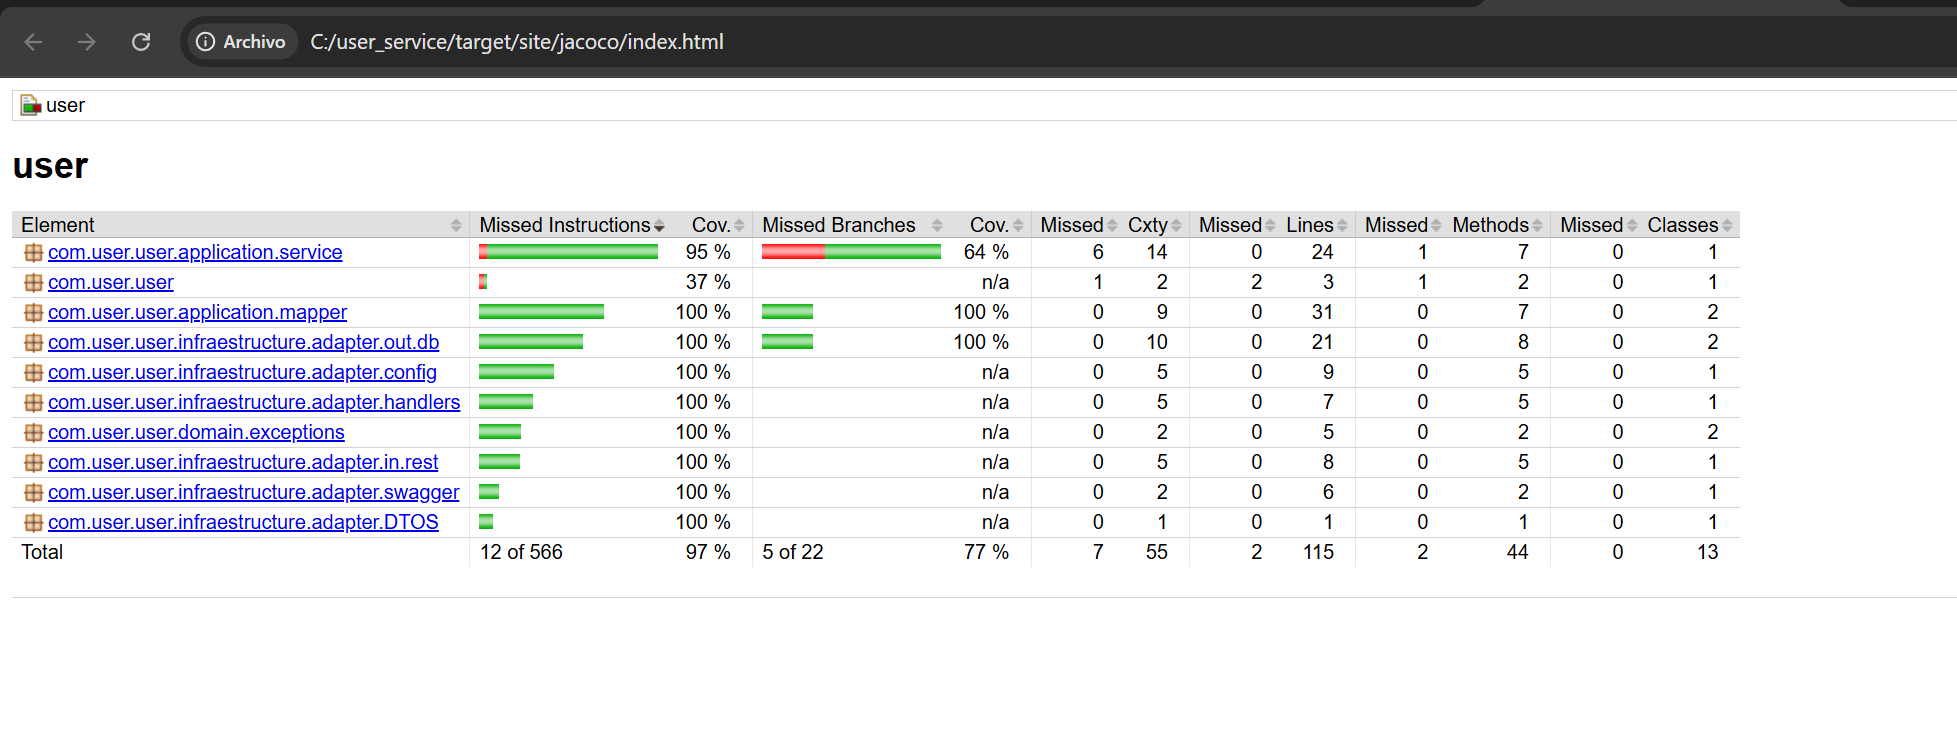 Archivo C:/user_service/target/site/jacoco/index.html
user
user
Element Missed Instructions Cov. Missed Branches Cov. Missed Cxty Missed Lines Missed Methods Missed Classes
com.user.user.application.service 95 % 64 % 6 14 0 24 1 7 0 1
com.user.user 37 % n/a 1 2 2 3 1 2 0 1
com.user.user.application.mapper 100 % 100 % 0 9 0 31 0 7 0 2
com.user.user.infraestructure.adapter.out.db 100 % 100 % 0 10 0 21 0 8 0 2
com.user.user.infraestructure.adapter.config 100 % n/a 0 5 0 9 0 5 0 1
com.user.user.infraestructure.adapter.handlers 100 % n/a 0 5 0 7 0 5 0 1
com.user.user.domain.exceptions 100 % n/a 0 2 0 5 0 2 0 2
com.user.user.infraestructure.adapter.in.rest 100 % n/a 0 5 0 8 0 5 0 1
com.user.user.infraestructure.adapter.swagger 100 % n/a 0 2 0 6 0 2 0 1
com.user.user.infraestructure.adapter.DTOS 100 % n/a 0 1 0 1 0 1 0 1
Total 12 of 566 97 % 5 of 22 77 % 7 55 2 115 2 44 0 13